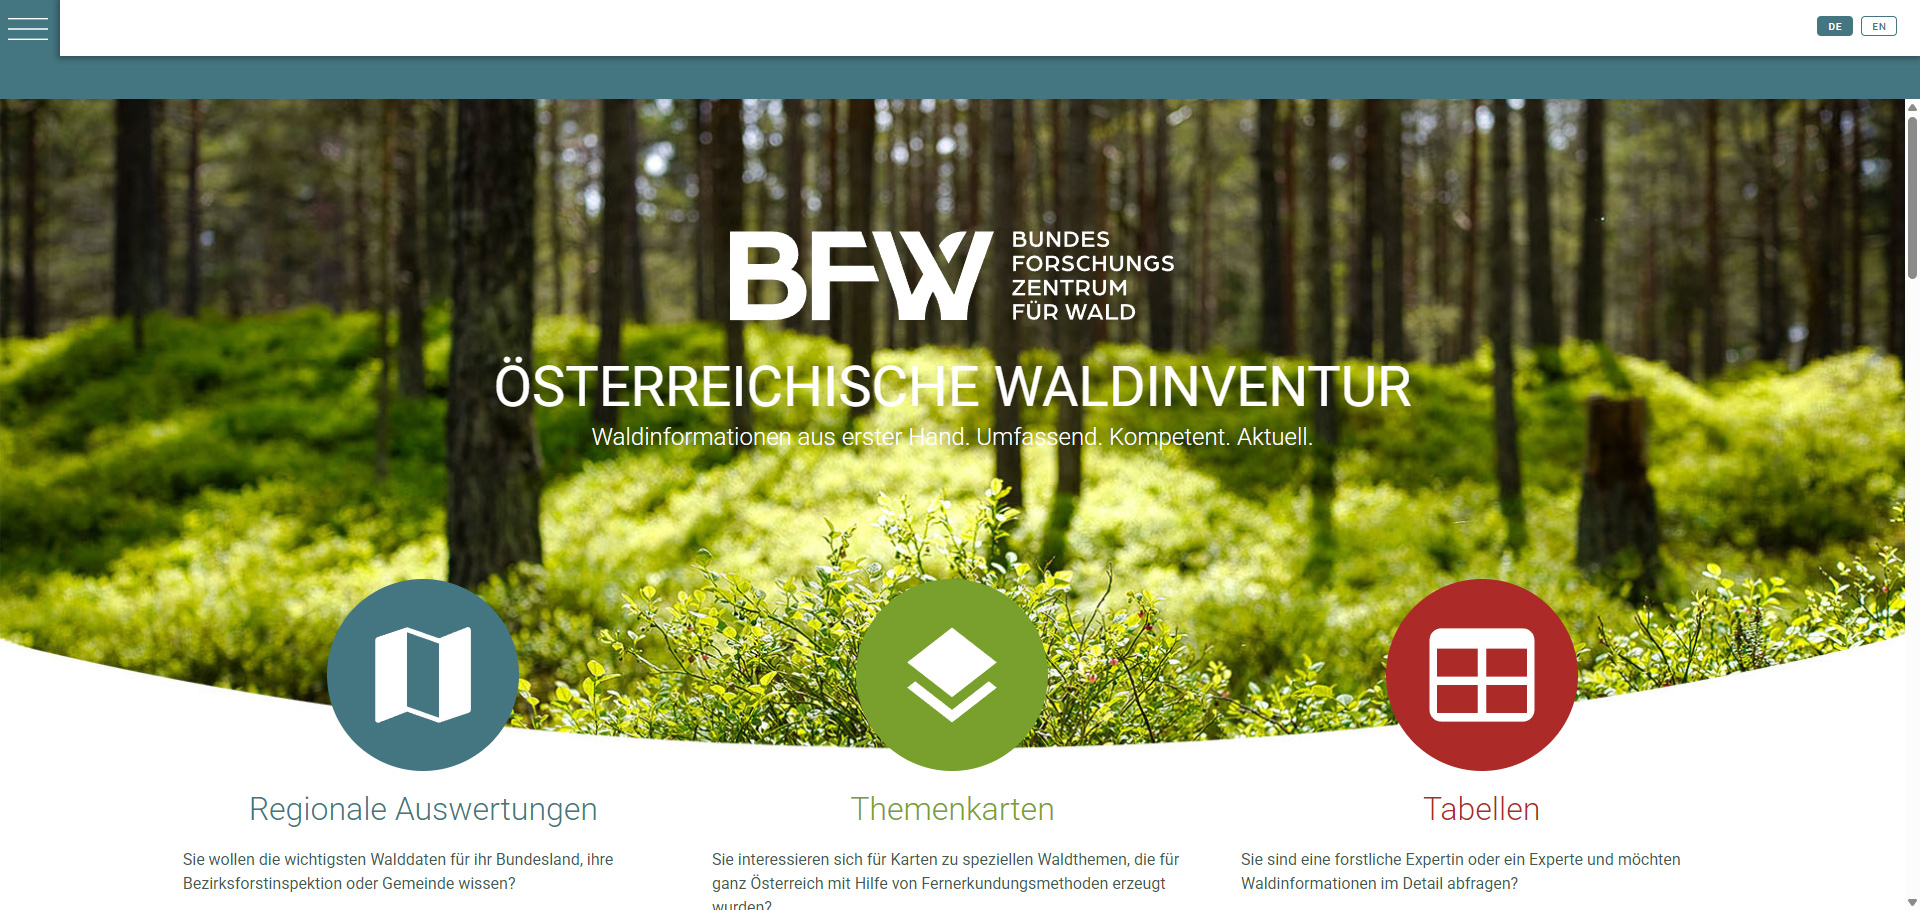 DE
EN
BFW
BUNDES
FORSCHUNGS
ZENTRUM
FÜR WALD
ÖSTERREICHISCHE WALDINVENTUR
Waldinformationen aus erster Hand. Umfassend. Kompetent. Aktuell.
Regionale Auswertungen
Sie wollen die wichtigsten Walddaten für ihr Bundesland, ihre
Bezirksforstinspektion oder Gemeinde wissen?
Themenkarten
Sie interessieren sich für Karten zu speziellen Waldthemen, die für
ganz Österreich mit Hilfe von Fernerkundungsmethoden erzeugt
wurden?
Tabellen
Sie sind eine forstliche Expertin oder ein Experte und möchten
Waldinformationen im Detail abfragen?